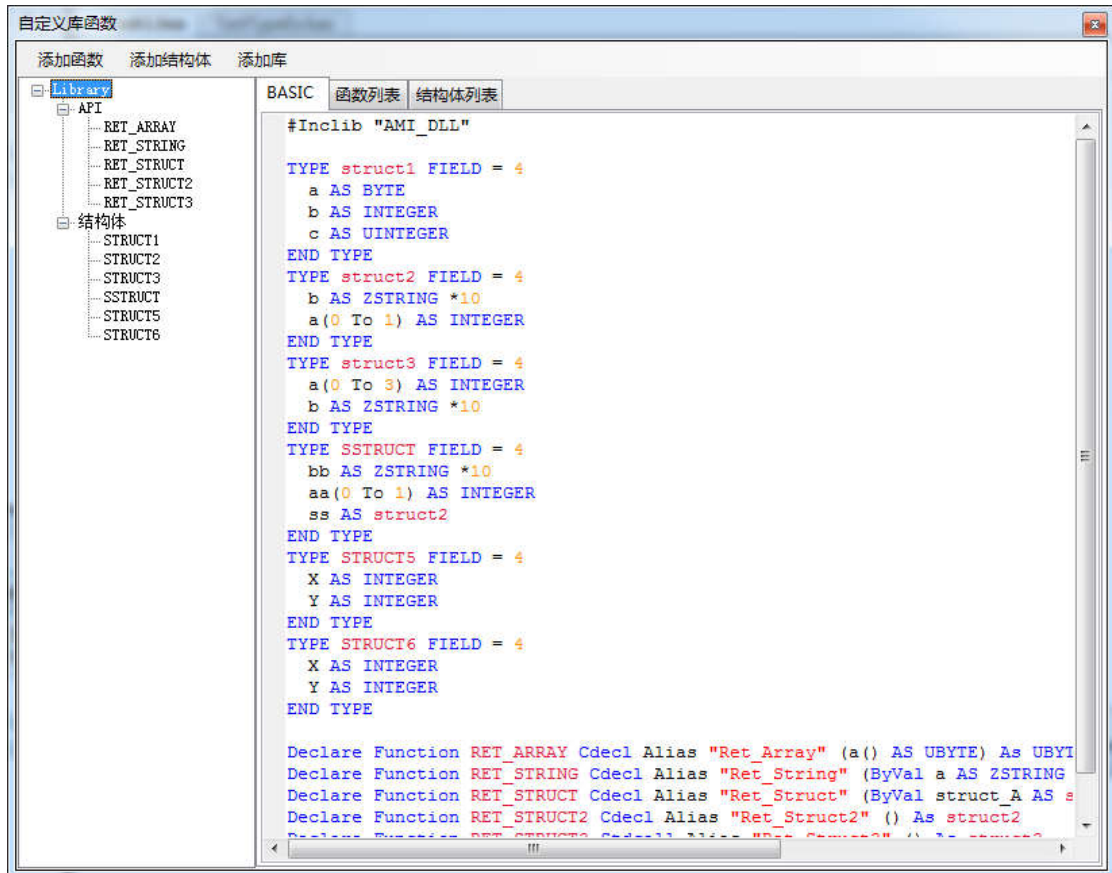 自定义库函数
添加函数 添加结构体 添加库
Library
API
RET_ARRAY
RET_STRING
RET_STRUCT
RET_STRUCT2
RET_STRUCT3
结构体
STRUCT1
STRUCT2
STRUCT3
SSTRUCT
STRUCT5
STRUCT6
BASIC 函数列表 结构体列表
#Inclib "AMI_DLL"
TYPE struct1 FIELD = 4
a AS BYTE
b AS INTEGER
c AS UINTEGER
END TYPE
TYPE struct2 FIELD = 4
b AS ZSTRING *10
a(0 To 1) AS INTEGER
END TYPE
TYPE struct3 FIELD = 4
a(0 To 3) AS INTEGER
b AS ZSTRING *10
END TYPE
TYPE SSTRUCT FIELD = 4
bb AS ZSTRING *10
aa(0 To 1) AS INTEGER
ss AS struct2
END TYPE
TYPE STRUCT5 FIELD = 4
X AS INTEGER
Y AS INTEGER
END TYPE
TYPE STRUCT6 FIELD = 4
X AS INTEGER
Y AS INTEGER
END TYPE
Declare Function RET_ARRAY Cdecl Alias "Ret_Array" (a() AS UBYTE) As UBYT
Declare Function RET_STRING Cdecl Alias "Ret_String" (ByVal a AS ZSTRING
Declare Function RET_STRUCT Cdecl Alias "Ret_Struct" (ByVal struct_A AS s
Declare Function RET_STRUCT2 Cdecl Alias "Ret_Struct2" () As struct2